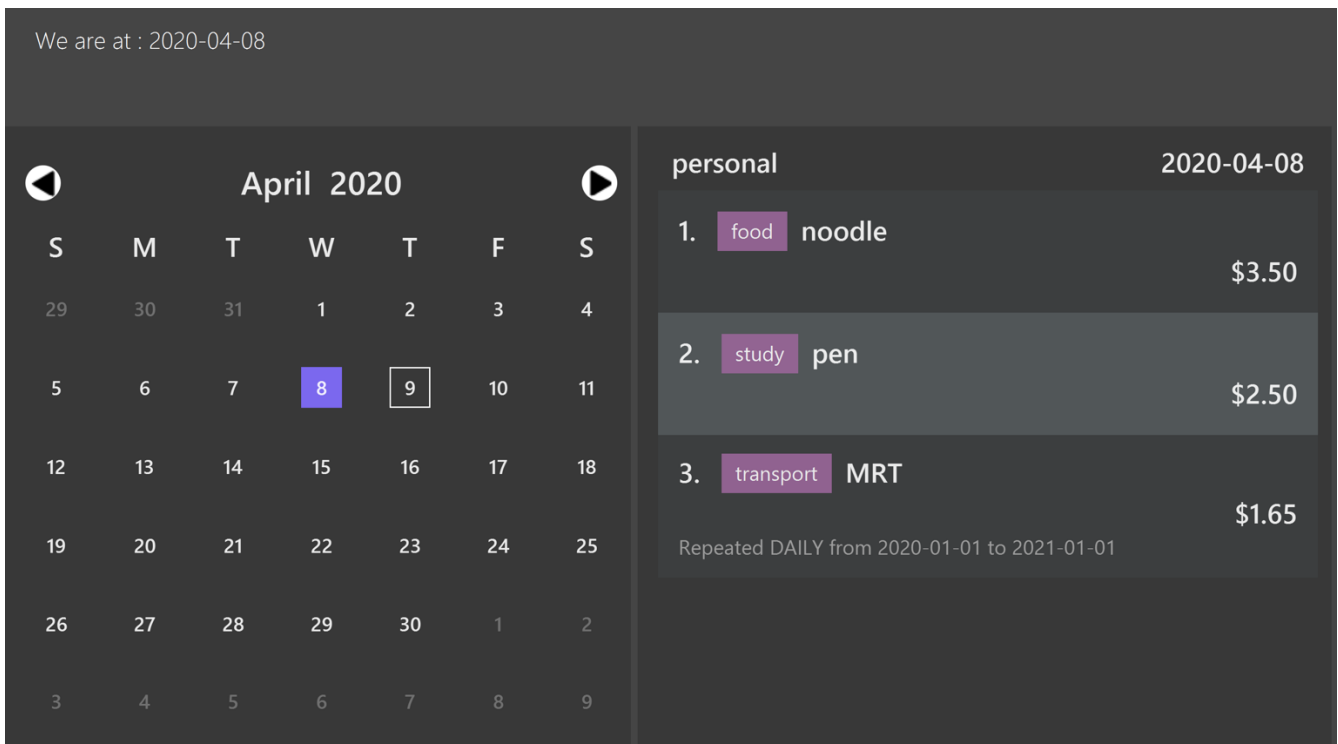 We are at : 2020-04-08
April 2020
S M T W T F S
29 30 31 1 2 3 4
5 6 7 8 9 10 11
12 13 14 15 16 17 18
19 20 21 22 23 24 25
26 27 28 29 30 1 2
3 4 5 6 7 8 9
personal 2020-04-08
1. food noodle
$3.50
2. study pen
$2.50
3. transport MRT
$1.65
Repeated DAILY from 2020-01-01 to 2021-01-01